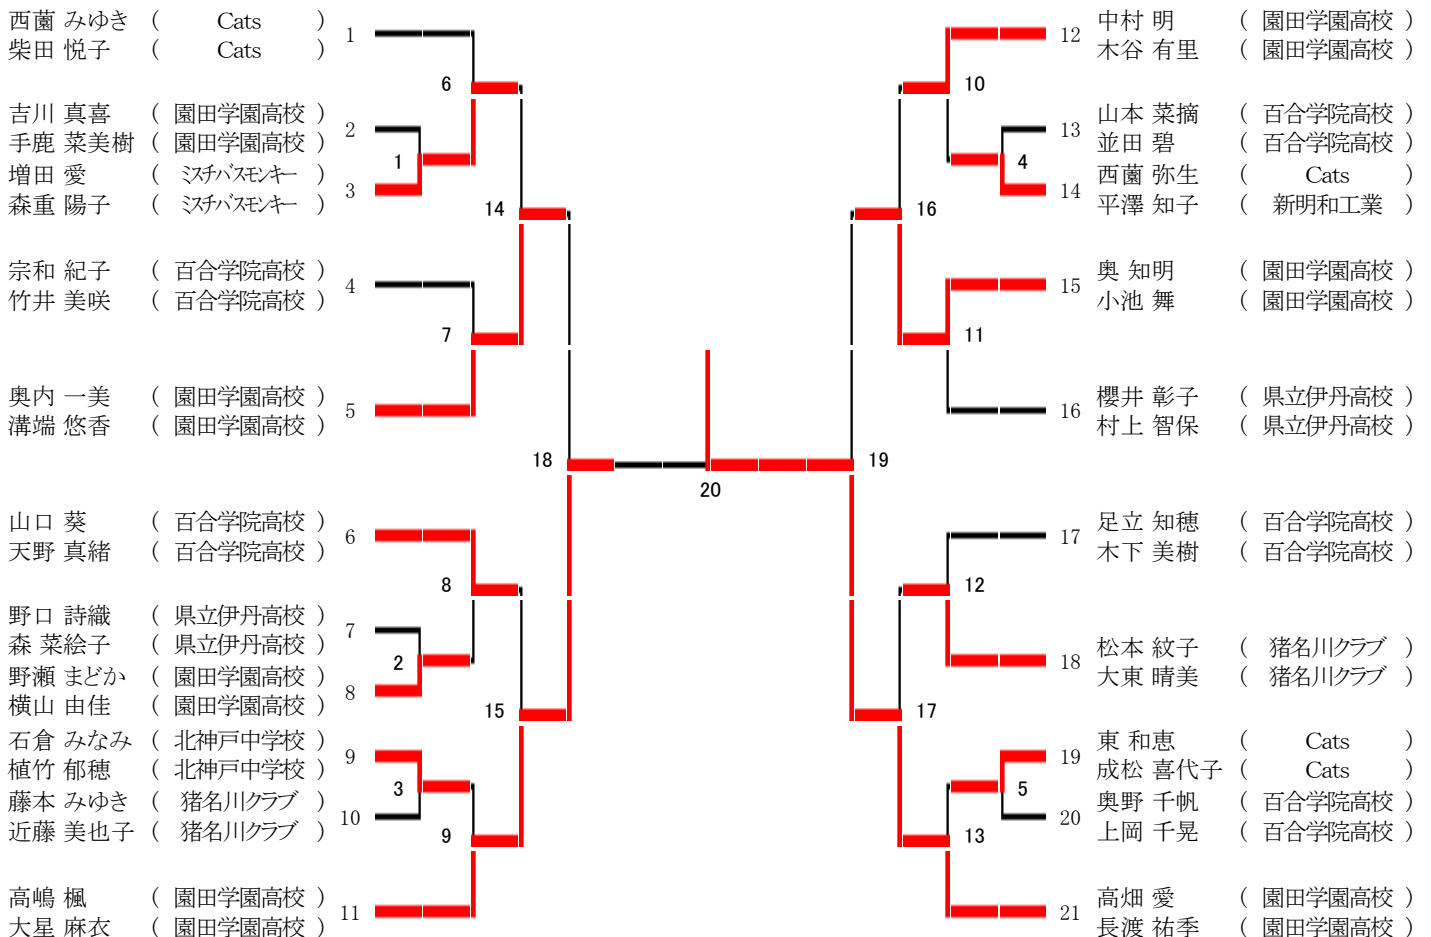 西薗 みゆき ( Cats )
柴田 悦子 ( Cats )
1
6
吉川 真喜 ( 園田学園高校 )
手鹿 菜美樹 ( 園田学園高校 )
2
1
増田 愛 ( ミスチバスモンキー )
森重 陽子 ( ミスチバスモンキー )
3
14
宗和 紀子 ( 百合学院高校 )
竹井 美咲 ( 百合学院高校 )
4
7
奥内 一美 ( 園田学園高校 )
溝端 悠香 ( 園田学園高校 )
5
18
山口 葵 ( 百合学院高校 )
天野 真緒 ( 百合学院高校 )
6
8
野口 詩織 ( 県立伊丹高校 )
森 菜絵子 ( 県立伊丹高校 )
7
2
野瀬 まどか ( 園田学園高校 )
横山 由佳 ( 園田学園高校 )
8
15
石倉 みなみ ( 北神戸中学校 )
植竹 郁穂 ( 北神戸中学校 )
9
3
藤本 みゆき ( 猪名川クラブ )
近藤 美也子 ( 猪名川クラブ )
10
9
高嶋 楓 ( 園田学園高校 )
大星 麻衣 ( 園田学園高校 )
11
20
12
中村 明 ( 園田学園高校 )
木谷 有里 ( 園田学園高校 )
10
13
山本 菜摘 ( 百合学院高校 )
並田 碧 ( 百合学院高校 )
4
14
西薗 弥生 ( Cats )
平澤 知子 ( 新明和工業 )
16
15
奥 知明 ( 園田学園高校 )
小池 舞 ( 園田学園高校 )
11
16
櫻井 彰子 ( 県立伊丹高校 )
村上 智保 ( 県立伊丹高校 )
19
17
足立 知穂 ( 百合学院高校 )
木下 美樹 ( 百合学院高校 )
12
18
松本 紋子 ( 猪名川クラブ )
大東 晴美 ( 猪名川クラブ )
17
19
東 和恵 ( Cats )
成松 喜代子 ( Cats )
5
20
奥野 千帆 ( 百合学院高校 )
上岡 千晃 ( 百合学院高校 )
13
21
高畑 愛 ( 園田学園高校 )
長渡 祐季 ( 園田学園高校 )